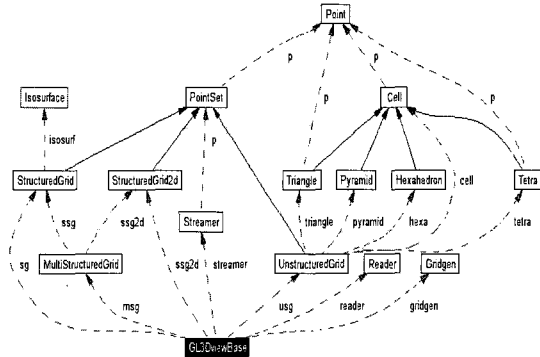 Point
p
p
p
p
Isosurface
PointSet
Cell
isosurf
p
StructuredGrid
StructuredGrid2d
Triangle
Pyramid
Hexahedron
cell
Tetra
Streamer
ssg
ssg2d
triangle
pyramid
hexa
tetra
sg
MultiStructuredGrid
ssg2d
streamer
UnstructuredGrid
Reader
Gridgen
msg
usg
reader
gridgen
GL3DviewBase